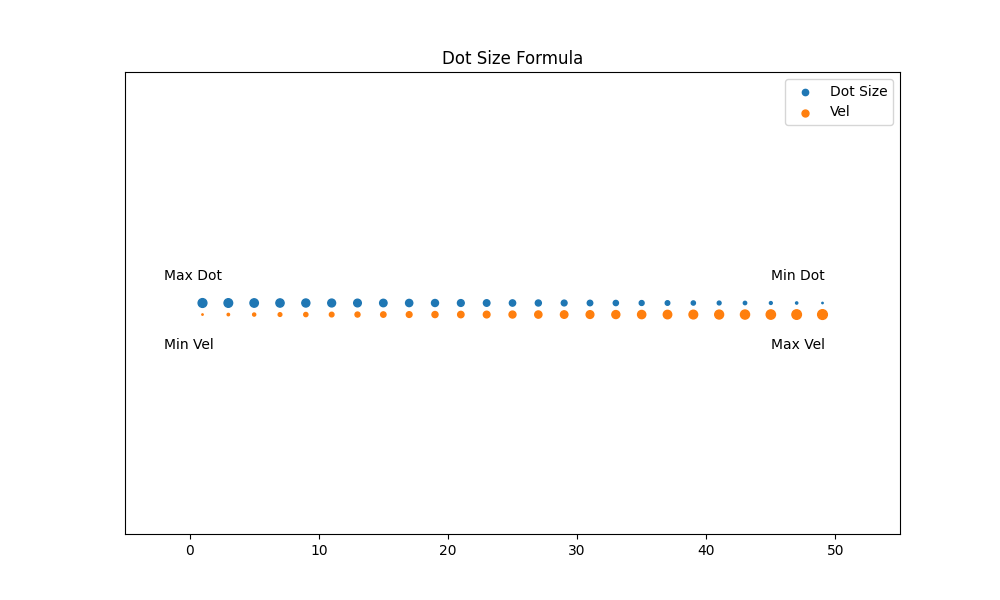 Dot Size Formula
Dot Size
Vel
Max Dot
Min Dot
Min Vel
Max Vel
0
10
20
30
40
50